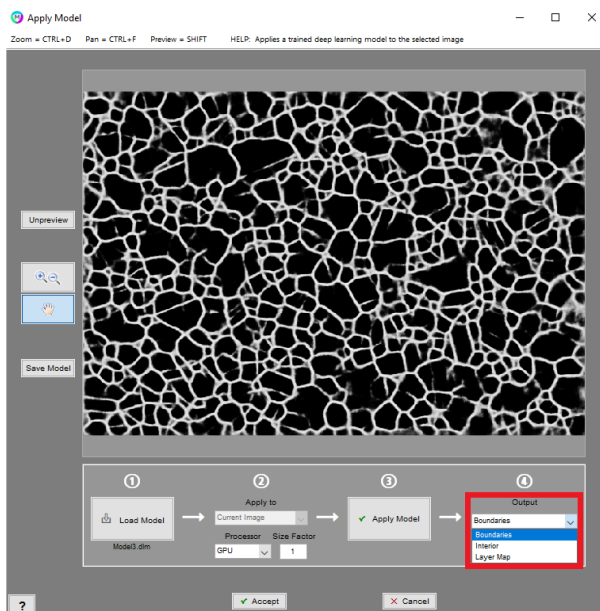 Apply Model
Zoom = CTRL+D Pan = CTRL+F Preview = SHIFT HELP: Applies a trained deep learning model to the selected image
Unpreview
Save Model
1 2 3 4
Apply to Output
Load Model Current Image Apply Model Boundaries
Processor Size Factor Boundaries
Model3.dlm GPU 1 Interior
Layer Map
Accept Cancel
?